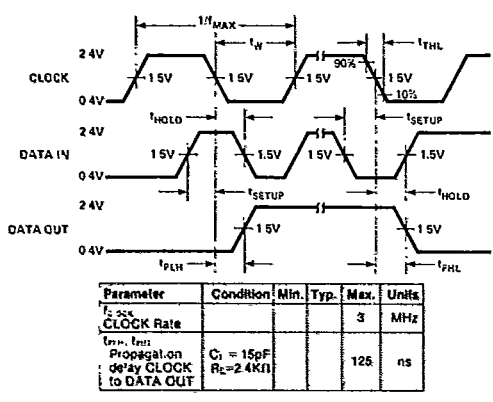 1/fMAX
tW
tTHL
2 4V
90%
CLOCK
1 5V
1 5V
1 5V
1 5V
10%
0 4V
tHOLD
tSETUP
2 4V
DATA IN
1 5V
1.5V
1 5V
1.5V
0 4V
tSETUP
tHOLD
2 4V
DATA OUT
1 5V
1 5V
0 4V
tPLH
tPHL
Parameter Condition Min. Typ. Max. Units
CLOCK Rate 3 MHz
Propagation
delay CLOCK
to DATA OUT
CL = 15pF
RL=2 4KΩ
125 ns